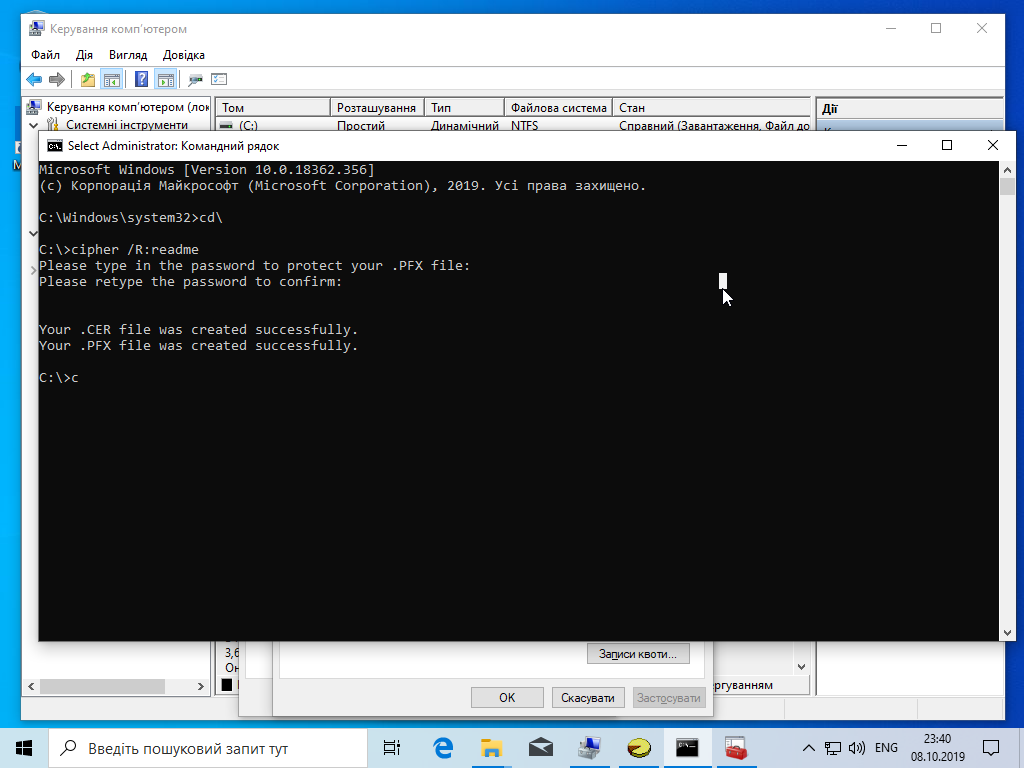 Керування комп'ютером
Файл Дія Вигляд Довідка
Керування комп'ютером (лок
Системні інструменти
Том Розташування Тип Файлова система Стан
(C:) Простий Динамічний NTFS Справний (Завантаження, Файл до
Дії
Select Administrator: Командний рядок
Microsoft Windows [Version 10.0.18362.356]
(c) Корпорація Майкрософт (Microsoft Corporation), 2019. Усі права захищено.
C:\Windows\system32>cd\
C:\>cipher /R:readme
Please type in the password to protect your .PFX file:
Please retype the password to confirm:
Your .CER file was created successfully.
Your .PFX file was created successfully.
C:\>c
3,6
Он
Записи квоти...
ргуванням
ОК Скасувати Застосувати
Введіть пошуковий запит тут
ENG
23:40
08.10.2019